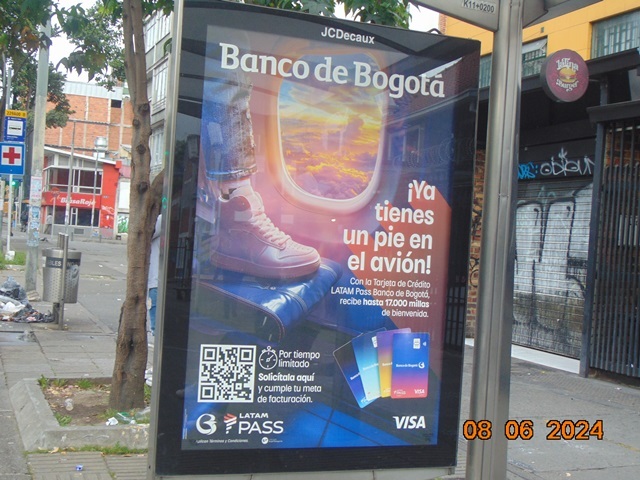 K11+0200
JCDecaux
Banco de Bogotá
¡Ya
tienes
un pie en
el avión!
Con la Tarjeta de Crédito
LATAM Pass Banco de Bogotá,
recibe hasta 17.000 millas
de bienvenida.
Por tiempo
limitado
Solicítala aquí
y cumple tu meta
de facturación.
LATAM
PASS
VISA
08 06 2024